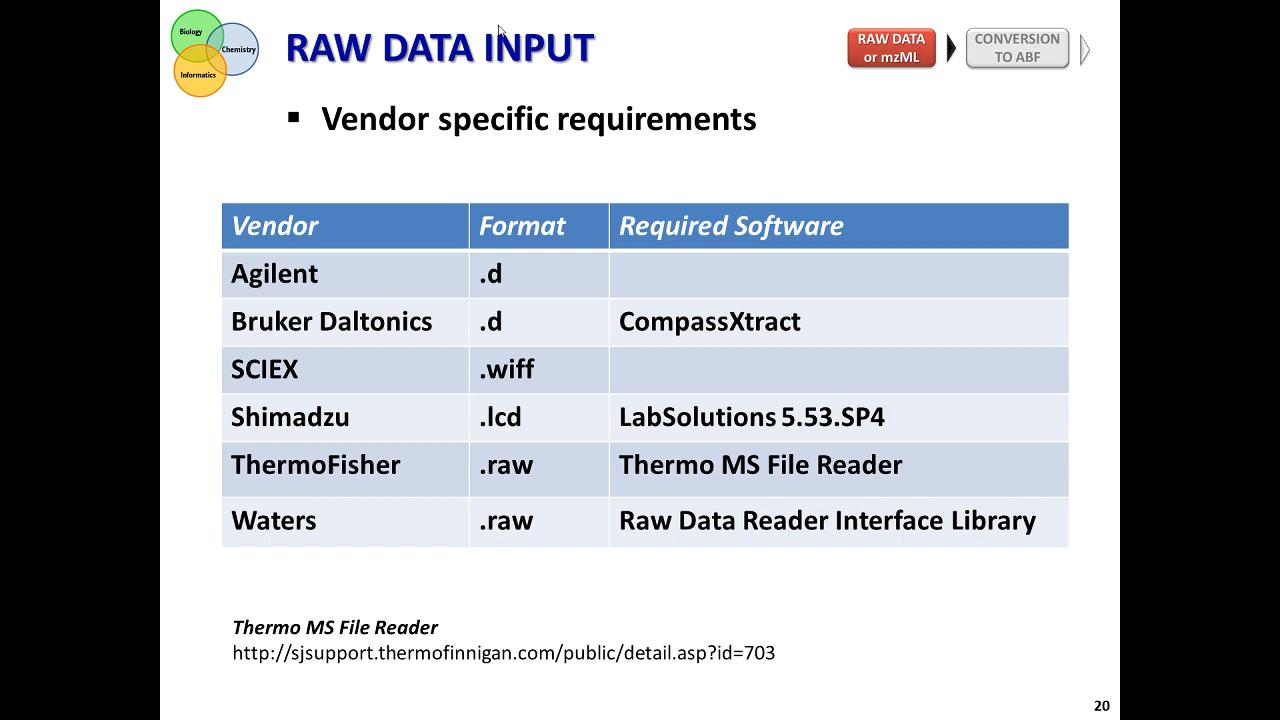 Biology
Chemistry
Informatics
RAW DATA INPUT
RAW DATA
or mzML
CONVERSION
TO ABF
▪ Vendor specific requirements
Vendor Format Required Software
Agilent .d
Bruker Daltonics .d CompassXtract
SCIEX .wiff
Shimadzu .lcd LabSolutions 5.53.SP4
ThermoFisher .raw Thermo MS File Reader
Waters .raw Raw Data Reader Interface Library
Thermo MS File Reader
http://sjsupport.thermofinnigan.com/public/detail.asp?id=703
20